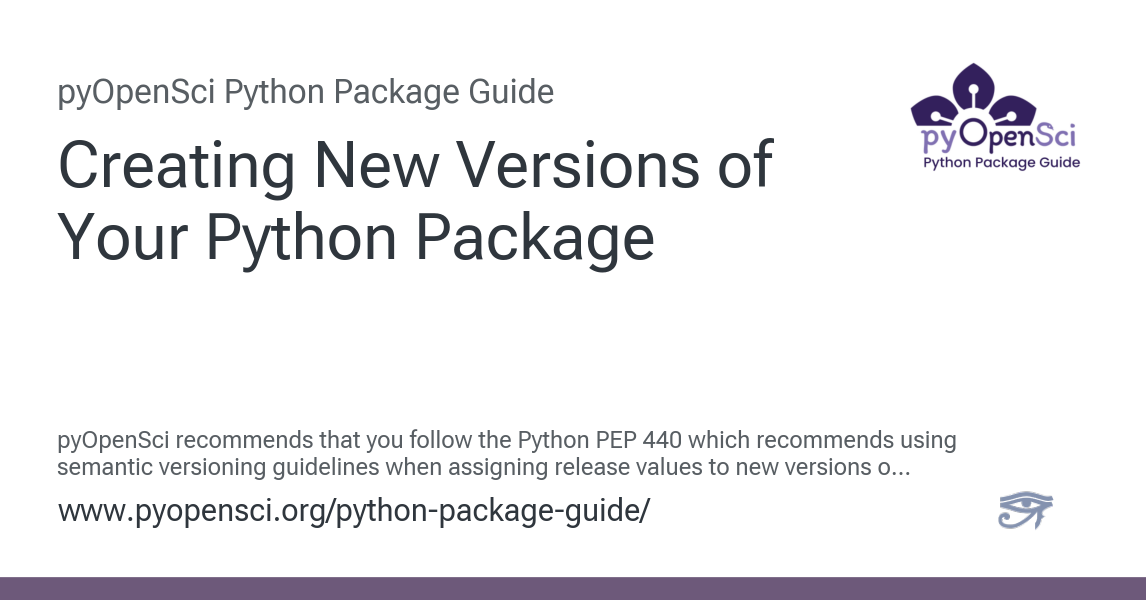 pyOpenSci Python Package Guide
Creating New Versions of
Your Python Package
pyOpenSci
Python Package Guide
pyOpenSci recommends that you follow the Python PEP 440 which recommends using
semantic versioning guidelines when assigning release values to new versions o...
www.pyopensci.org/python-package-guide/